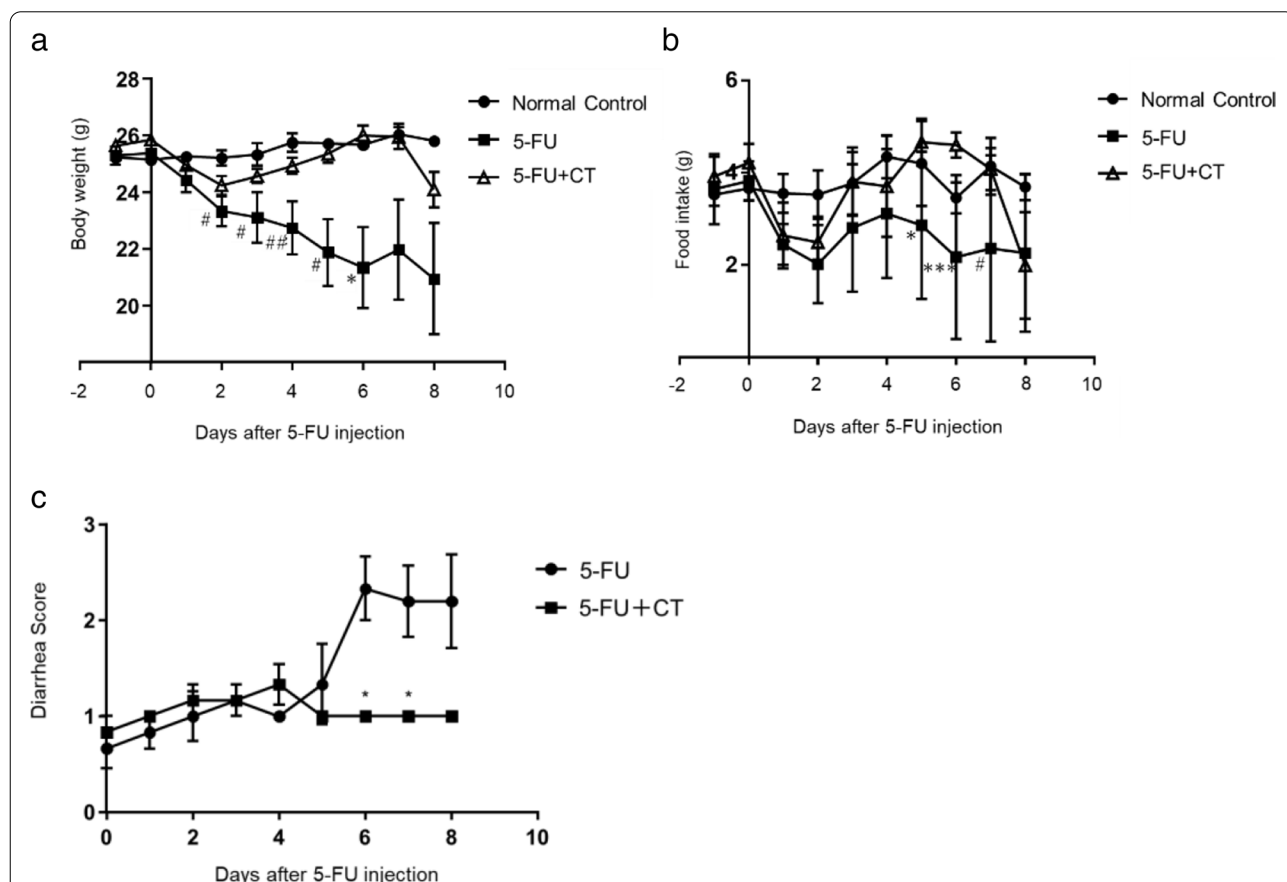 a
Body weight (g)
28
26
24
22
20
-2 0 2 4 6 8 10
Days after 5-FU injection
Normal Control
5-FU
5-FU+CT
#
#
##
#
*
b
Food intake (g)
6
4
2
-2 0 2 4 6 8 10
Days after 5-FU injection
Normal Control
5-FU
5-FU+CT
*
***
#
c
Diarrhea Score
3
2
1
0
0 2 4 6 8 10
Days after 5-FU injection
5-FU
5-FU+CT
* *